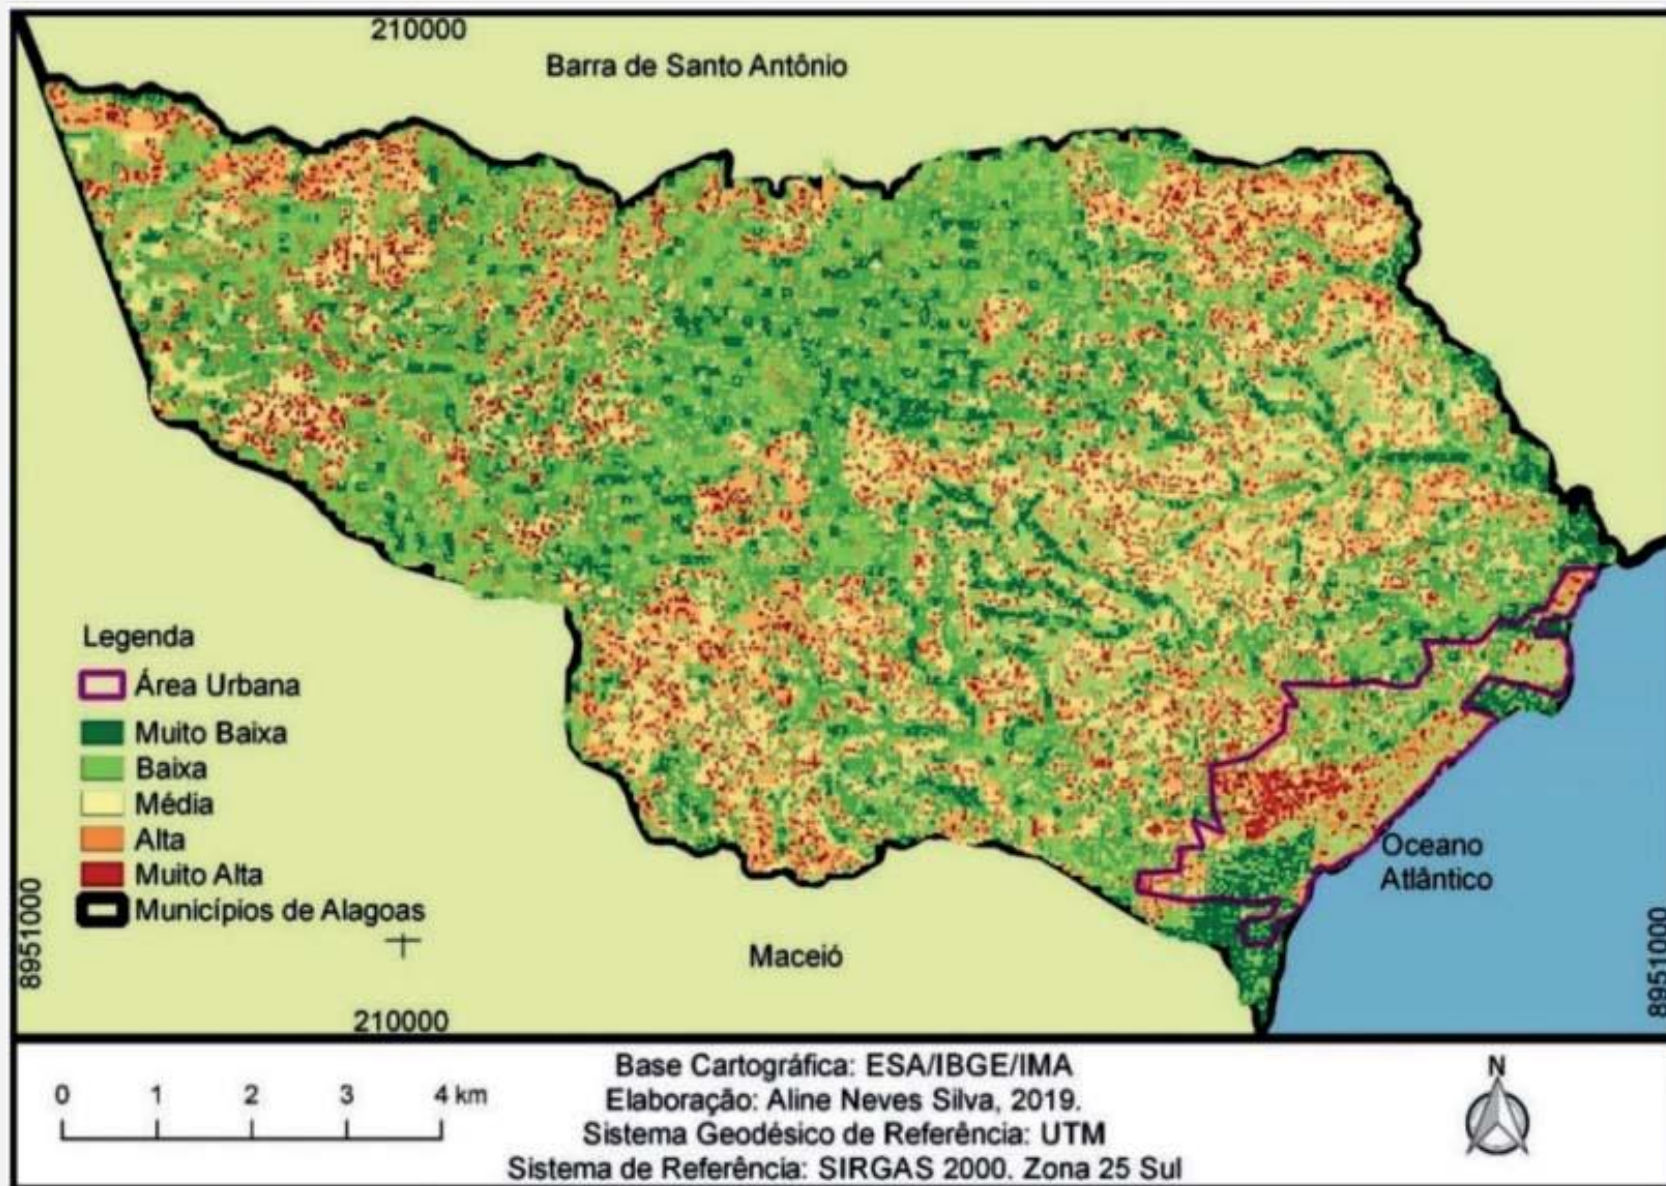 210000
Barra de Santo Antônio
Legenda
Área Urbana
Muito Baixa
Baixa
Média
Alta
Muito Alta
Municípios de Alagoas
8951000
Oceano
Atlântico
8951000
Maceió
210000
0 1 2 3 4 km
Base Cartográfica: ESA/IBGE/IMA
Elaboração: Aline Neves Silva, 2019.
Sistema Geodésico de Referência: UTM
Sistema de Referência: SIRGAS 2000. Zona 25 Sul
N